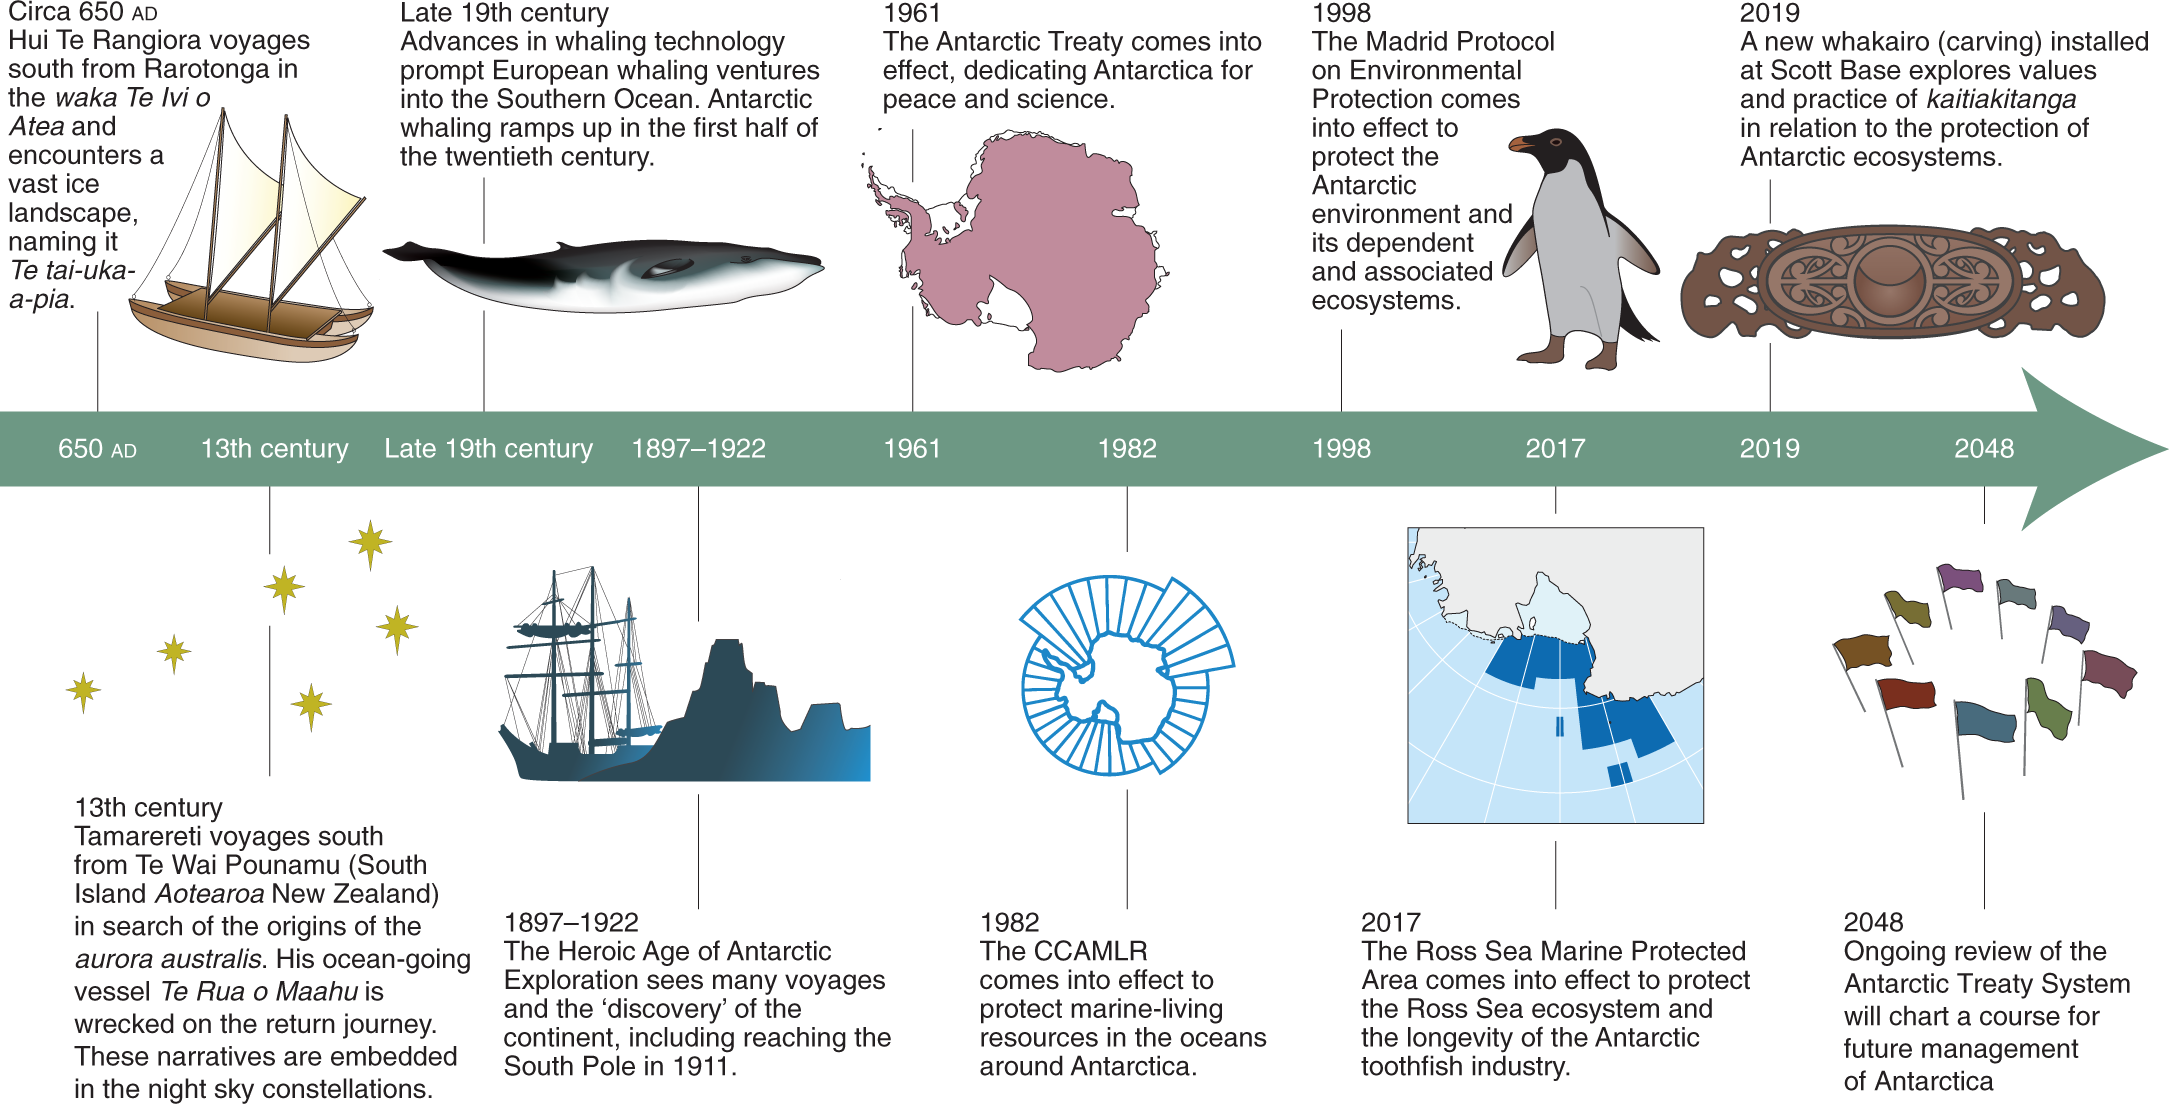 Circa 650 AD
Hui Te Rangiora voyages
south from Rarotonga in
the waka Te Ivi o
Atea and
encounters a
vast ice
landscape,
naming it
Te tai-uka-
a-pia.
Late 19th century
Advances in whaling technology
prompt European whaling ventures
into the Southern Ocean. Antarctic
whaling ramps up in the first half of
the twentieth century.
1961
The Antarctic Treaty comes into
effect, dedicating Antarctica for
peace and science.
1998
The Madrid Protocol
on Environmental
Protection comes
into effect to
protect the
Antarctic
environment and
its dependent
and associated
ecosystems.
2019
A new whakairo (carving) installed
at Scott Base explores values
and practice of kaitiakitanga
in relation to the protection of
Antarctic ecosystems.
650 AD 13th century Late 19th century 1897–1922 1961 1982 1998 2017 2019 2048
13th century
Tamarereti voyages south
from Te Wai Pounamu (South
Island Aotearoa New Zealand)
in search of the origins of the
aurora australis. His ocean-going
vessel Te Rua o Maahu is
wrecked on the return journey.
These narratives are embedded
in the night sky constellations.
1897–1922
The Heroic Age of Antarctic
Exploration sees many voyages
and the ‘discovery’ of the
continent, including reaching the
South Pole in 1911.
1982
The CCAMLR
comes into effect to
protect marine-living
resources in the oceans
around Antarctica.
2017
The Ross Sea Marine Protected
Area comes into effect to protect
the Ross Sea ecosystem and
the longevity of the Antarctic
toothfish industry.
2048
Ongoing review of the
Antarctic Treaty System
will chart a course for
future management
of Antarctica